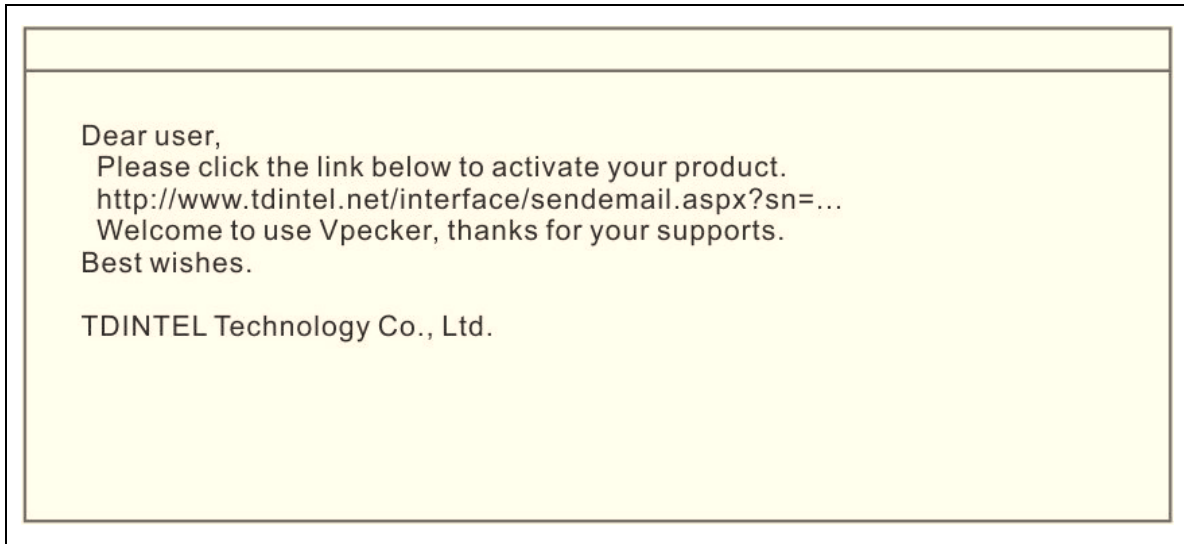 Dear user,
Please click the link below to activate your product.
http://www.tdintel.net/interface/sendemail.aspx?sn=...
Welcome to use Vpecker, thanks for your supports.
Best wishes.
TDINTEL Technology Co., Ltd.